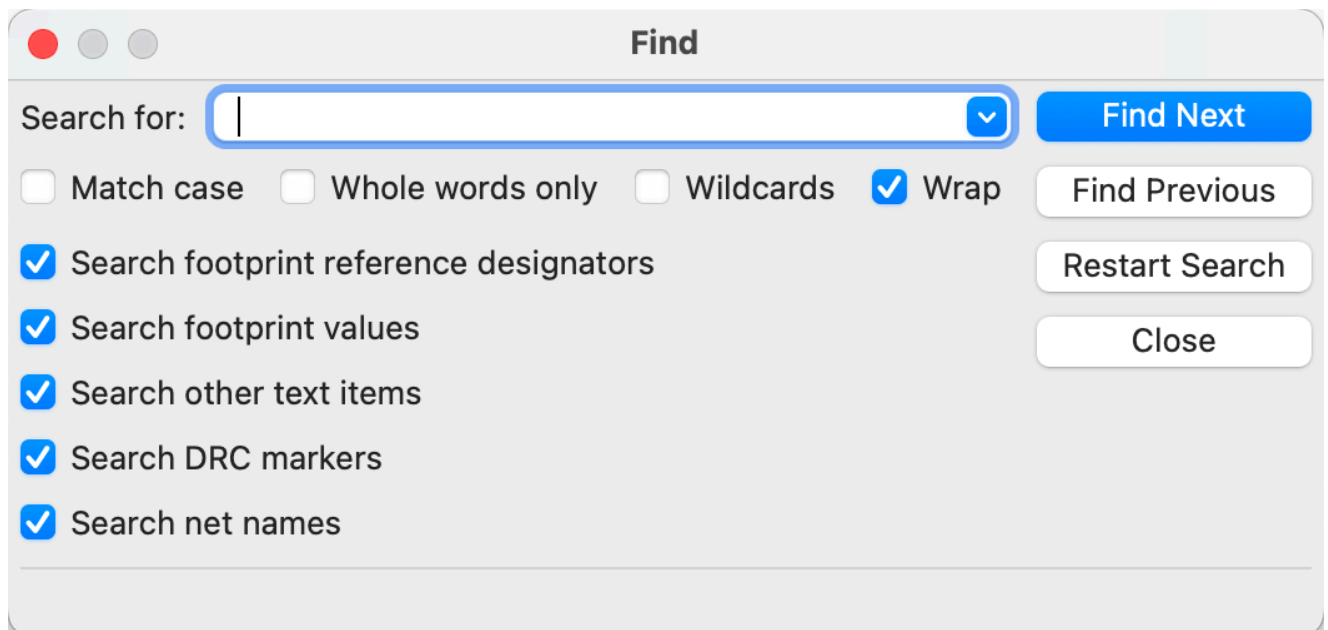 Find
Search for:
Find Next
Match case Whole words only Wildcards Wrap
Find Previous
Search footprint reference designators
Restart Search
Search footprint values
Close
Search other text items
Search DRC markers
Search net names